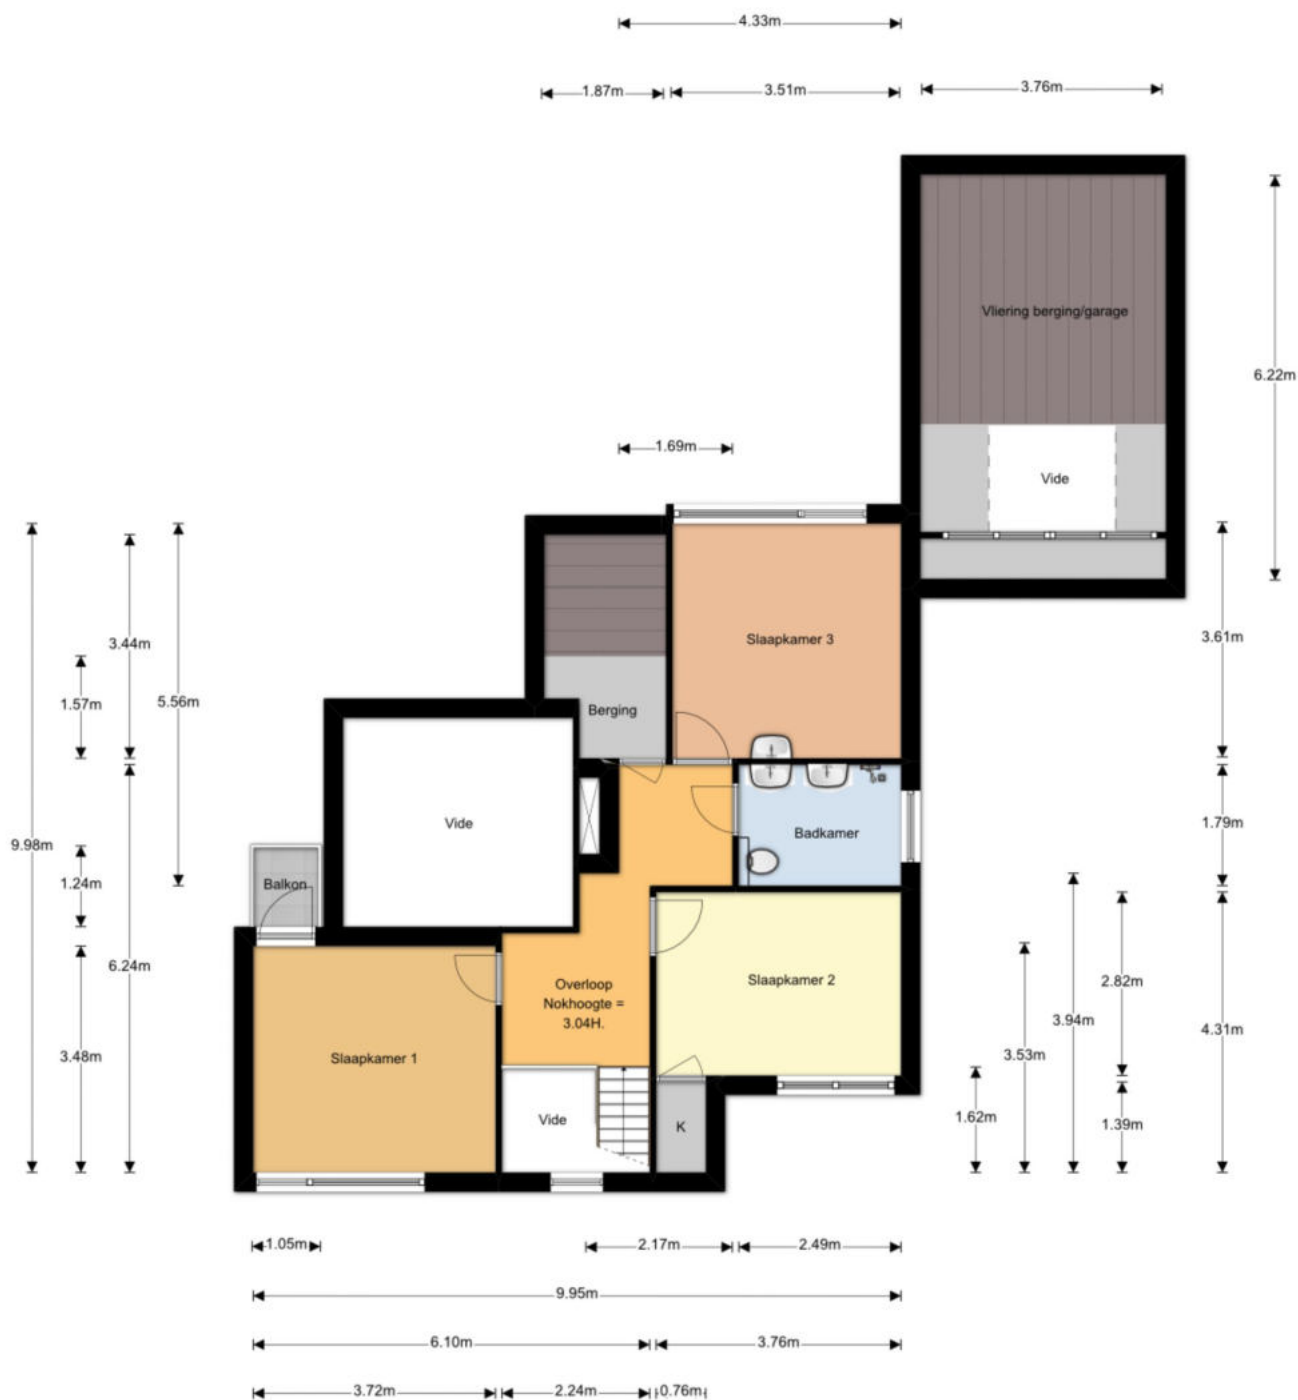 4.33m
1.87m
3.51m
3.76m
Vliering berging/garage
6.22m
1.69m
Vide
3.44m
Slaapkamer 3
3.61m
1.57m
5.56m
Berging
9.98m
Vide
Badkamer
1.79m
1.24m
Balkon
6.24m
Overloop
Nokhoogte =
3.04H.
Slaapkamer 2
2.82m
3.94m
4.31m
3.48m
Slaapkamer 1
3.53m
1.62m
Vide
K
1.39m
1.05m
2.17m
2.49m
9.95m
6.10m
3.76m
3.72m
2.24m
0.76m